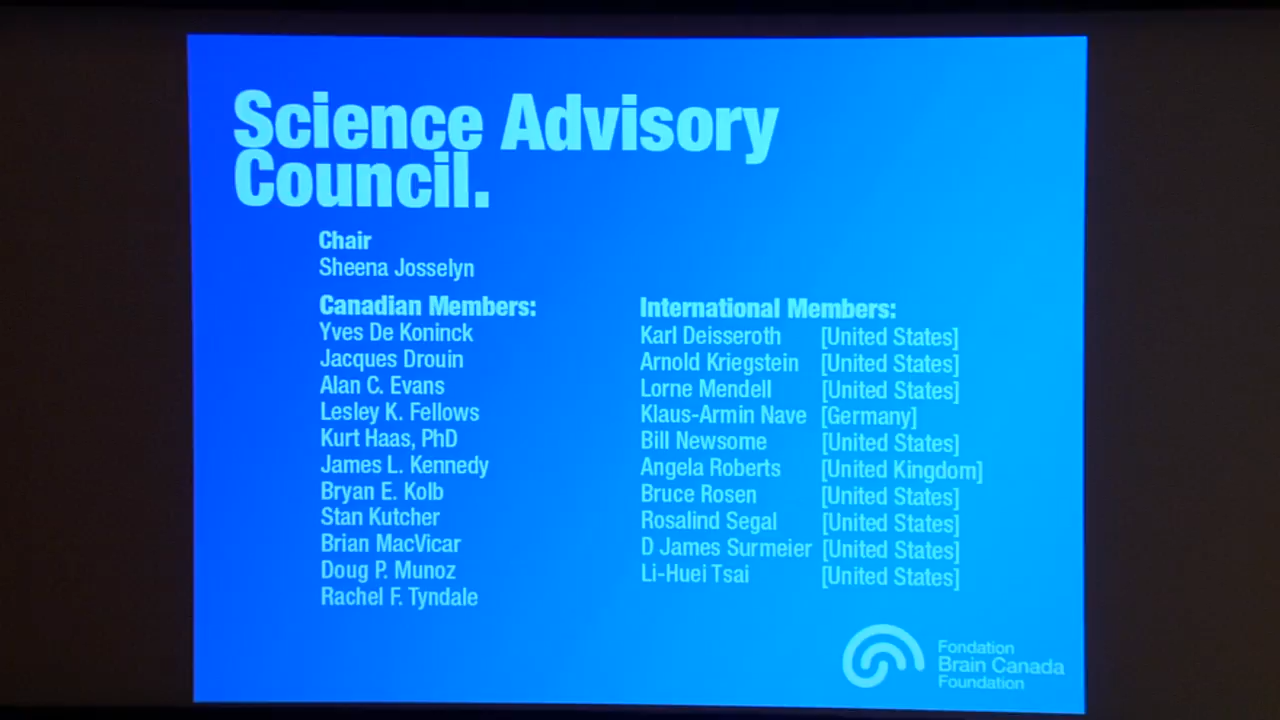 Science Advisory
Council.
Chair
Sheena Josselyn
Canadian Members:
Yves De Koninck
Jacques Drouin
Alan C. Evans
Lesley K. Fellows
Kurt Haas, PhD
James L. Kennedy
Bryan E. Kolb
Stan Kutcher
Brian MacVicar
Doug P. Munoz
Rachel F. Tyndale
International Members:
Karl Deisseroth [United States]
Arnold Kriegstein [United States]
Lorne Mendell [United States]
Klaus-Armin Nave [Germany]
Bill Newsome [United States]
Angela Roberts [United Kingdom]
Bruce Rosen [United States]
Rosalind Segal [United States]
D James Surmeier [United States]
Li-Huei Tsai [United States]
Fondation
Brain Canada
Foundation